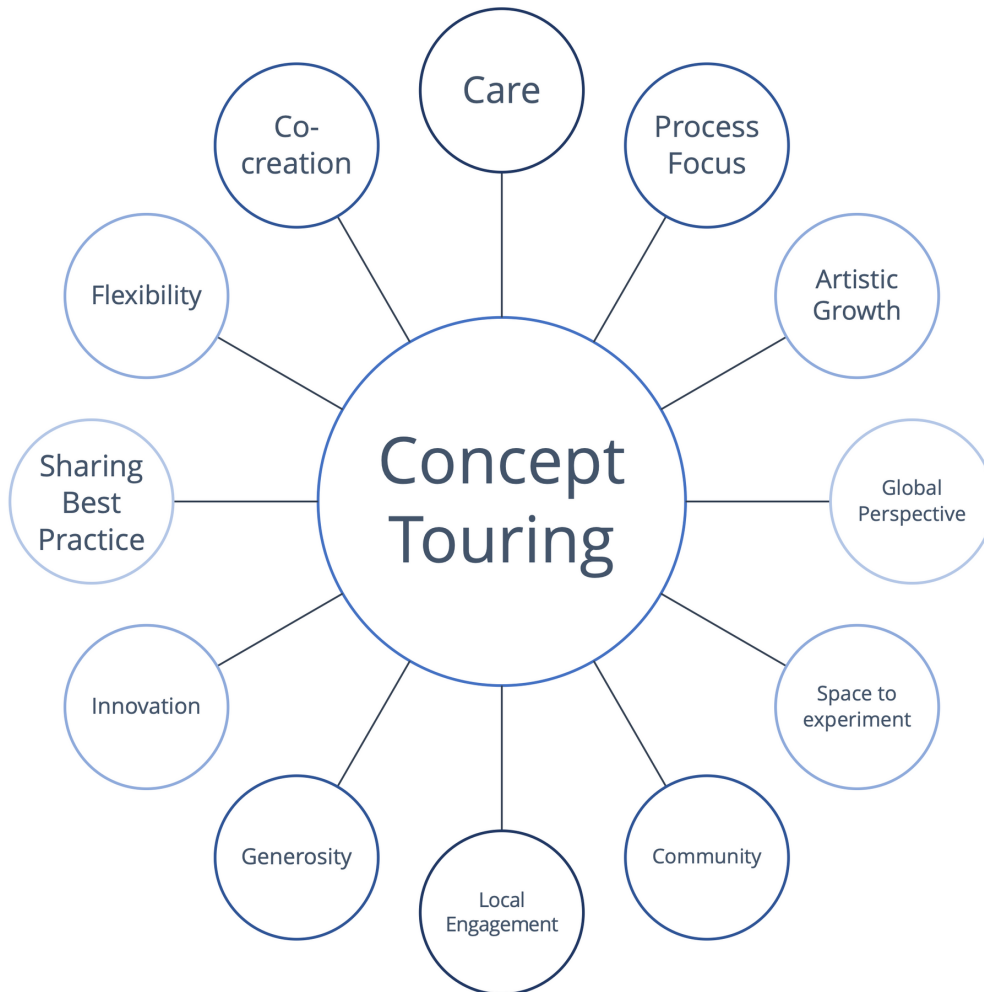 Care
Process
Focus
Artistic
Growth
Global
Perspective
Space to
experiment
Community
Local
Engagement
Generosity
Innovation
Sharing
Best
Practice
Flexibility
Co-
creation
Concept
Touring